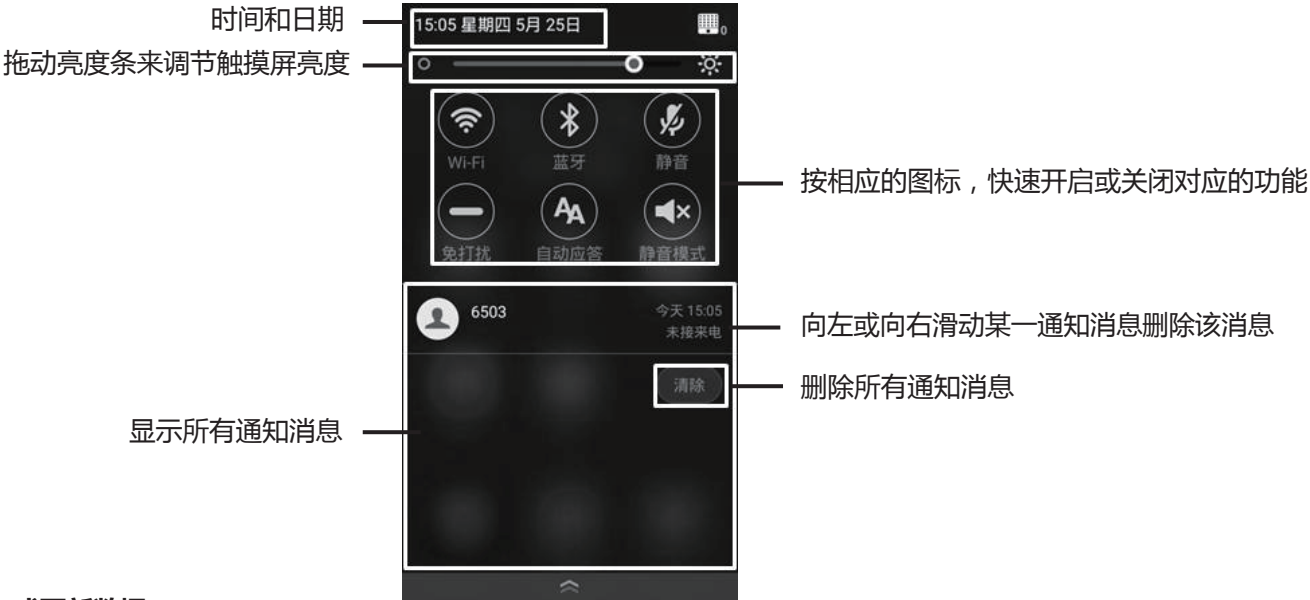 时间和日期
15:05 星期四 5月 25日
0
拖动亮度条来调节触摸屏亮度
Wi-Fi 蓝牙 静音
按相应的图标，快速开启或关闭对应的功能
AA
免打扰 自动应答 静音模式
6503 今天 15:05
未接来电
向左或向右滑动某一通知消息删除该消息
清除
删除所有通知消息
显示所有通知消息